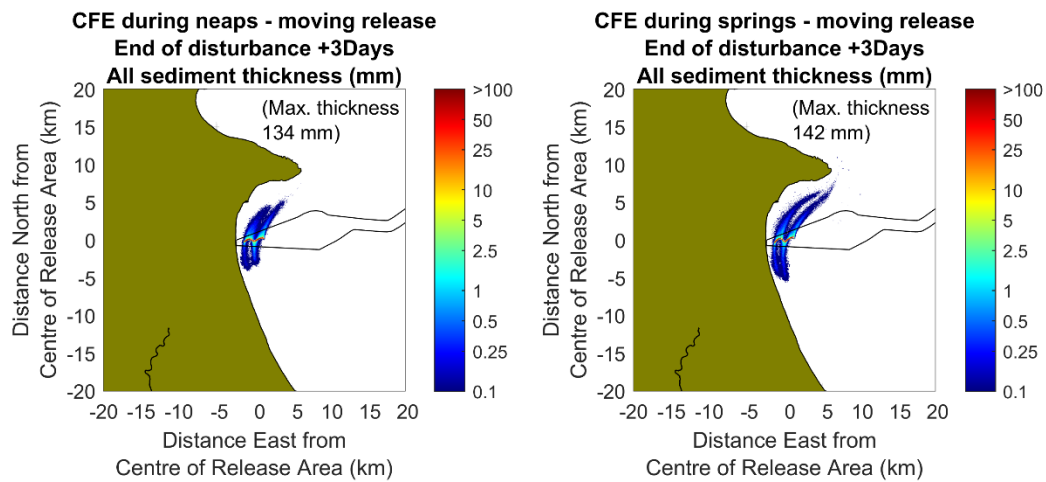 CFE during neaps - moving release
End of disturbance +3Days
All sediment thickness (mm)
(Max. thickness
134 mm)
Distance North from
Centre of Release Area (km)
20
15
10
5
0
-5
-10
-15
20
-20 -15 -10 -5 0 5 10 15 20
Distance East from
Centre of Release Area (km)
>100
50
25
10
5
2.5
1
0.5
0.25
0.1
CFE during springs - moving release
End of disturbance +3Days
All sediment thickness (mm)
(Max. thickness
142 mm)
Distance North from
Centre of Release Area (km)
20
15
10
5
0
-5
-10
-15
20
-20 -15 -10 -5 0 5 10 15 20
Distance East from
Centre of Release Area (km)
>100
50
25
10
5
2.5
1
0.5
0.25
0.1